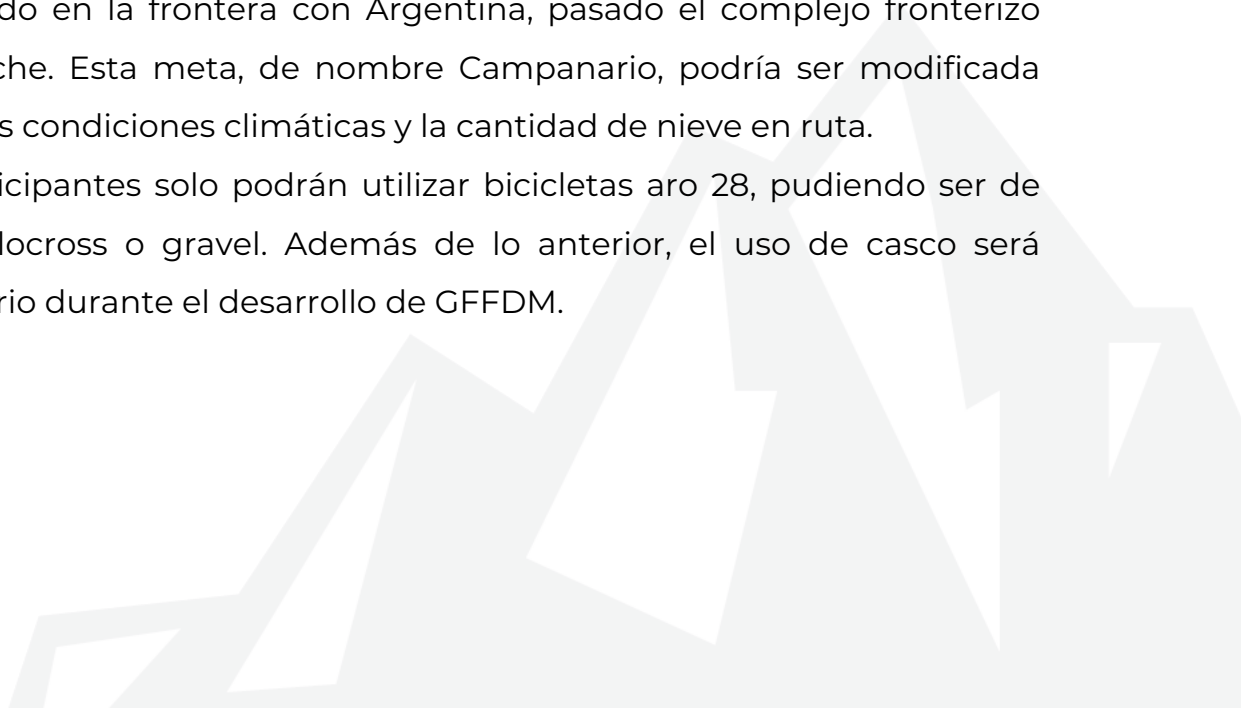 do en la frontera con Argentina, pasado el complejo fronterizo
che. Esta meta, de nombre Campanario, podría ser modificada
s condiciones climáticas y la cantidad de nieve en ruta.
icipantes solo podrán utilizar bicicletas aro 28, pudiendo ser de
locross o gravel. Además de lo anterior, el uso de casco será
rio durante el desarrollo de GFFDM.